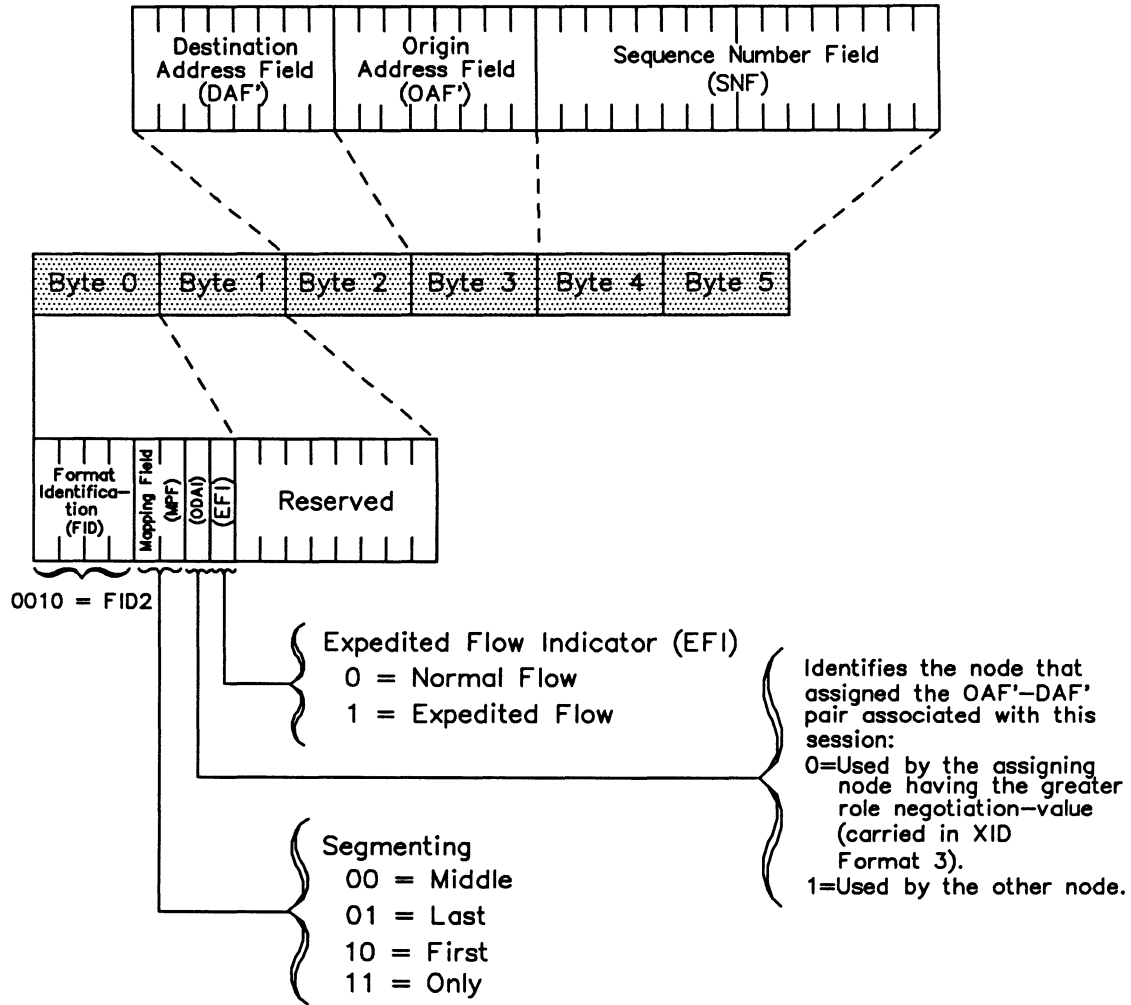 Destination
Address Field
(DAF')
Origin
Address Field
(OAF')
Sequence Number Field
(SNF)
Byte 0
Byte 1
Byte 2
Byte 3
Byte 4
Byte 5
Format
Identifica-
tion
(FID)
Mapping Field
(MPF)
(ODAI)
(EFI)
Reserved
0010 = FID2
Expedited Flow Indicator (EFI)
0 = Normal Flow
1 = Expedited Flow
Identifies the node that
assigned the OAF'-DAF'
pair associated with this
session:
0=Used by the assigning
node having the greater
role negotiation-value
(carried in XID
Format 3).
1=Used by the other node.
Segmenting
00 = Middle
01 = Last
10 = First
11 = Only